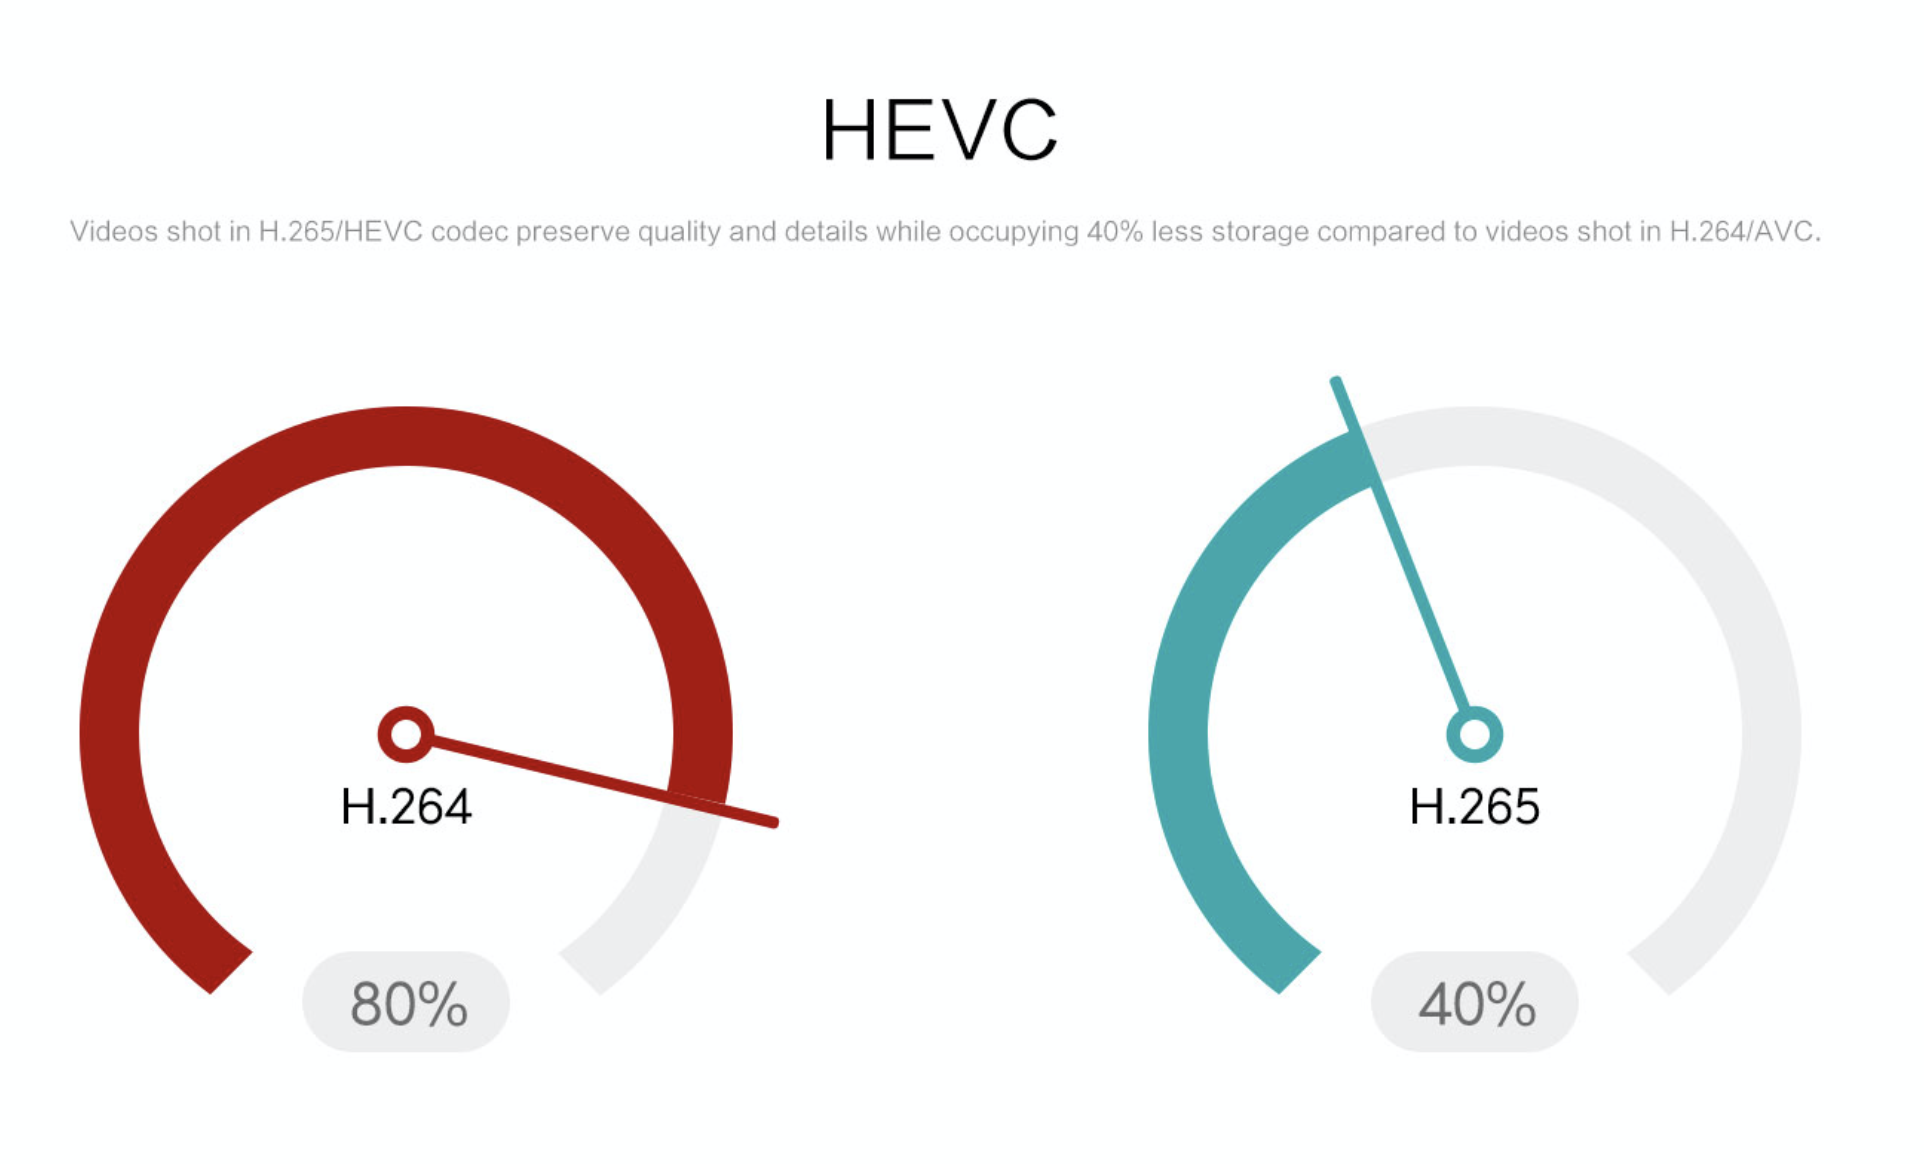 HEVC
Videos shot in H.265/HEVC codec preserve quality and details while occupying 40% less storage compared to videos shot in H.264/AVC.
H.264
H.265
80%
40%